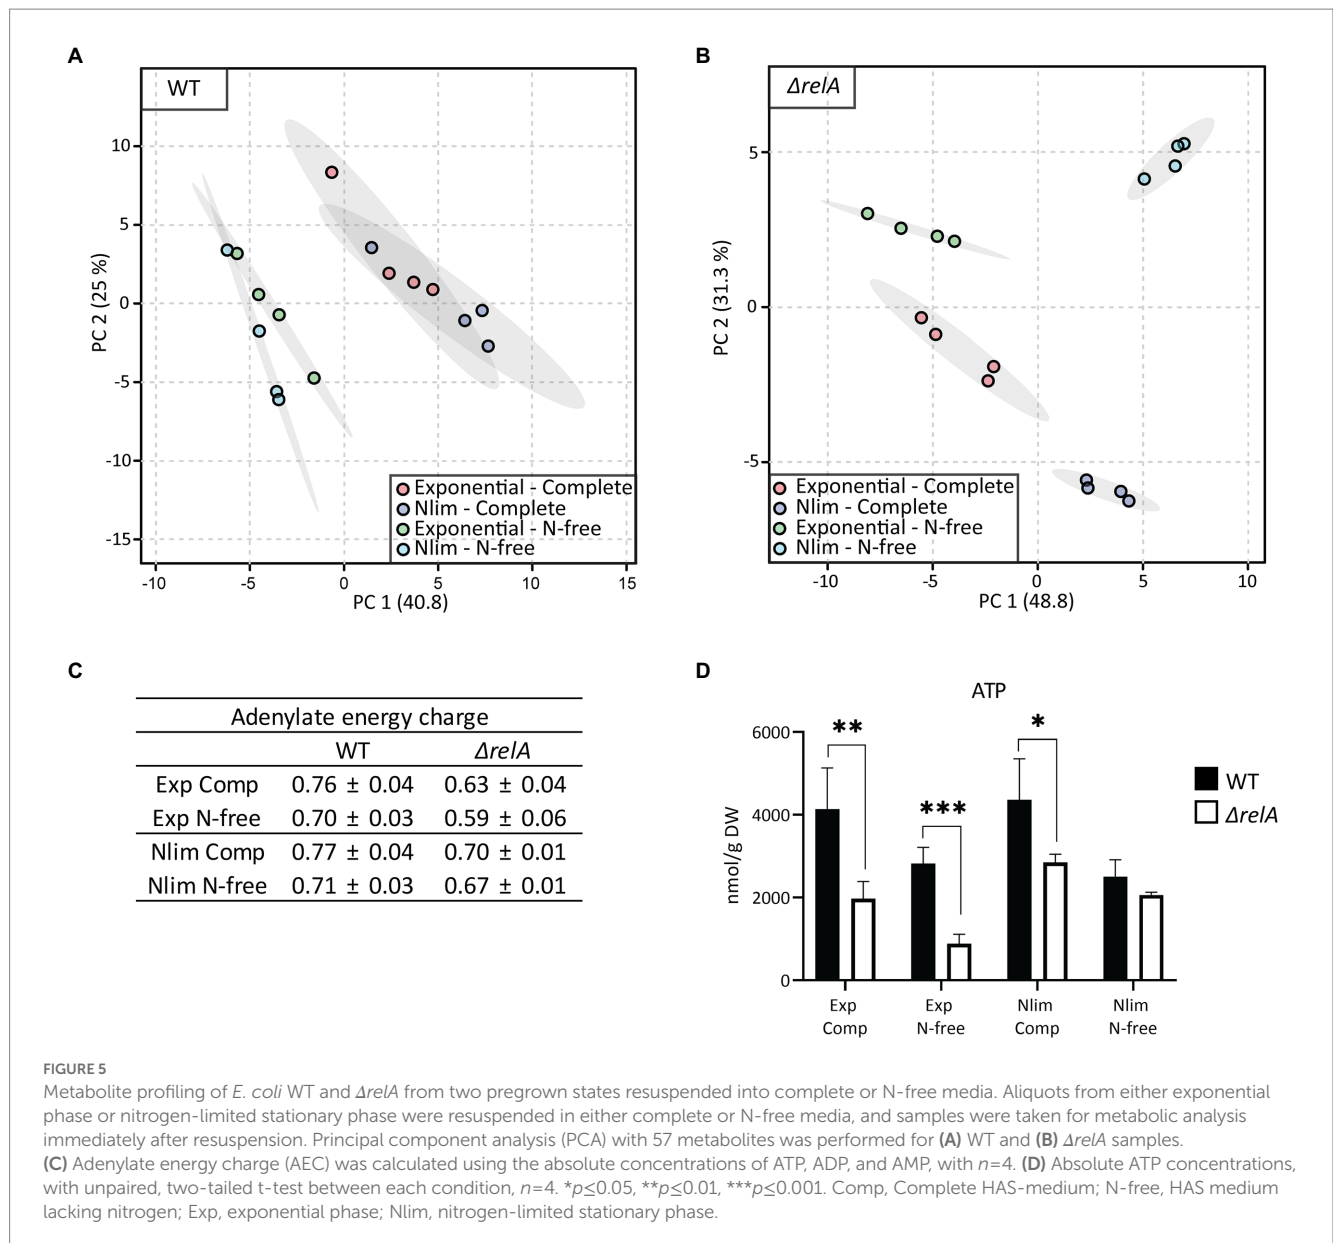 A
WT
10
5
0
-5
-10
-15
PC 2 (25 %)
Exponential - Complete
Nlim - Complete
Exponential - N-free
Nlim - N-free
-10 -5 0 5 10 15
PC 1 (40.8)
B
ΔrelA
5
0
-5
PC 2 (31.3 %)
Exponential - Complete
Nlim - Complete
Exponential - N-free
Nlim - N-free
-10 -5 0 5 10
PC 1 (48.8)
C
Adenylate energy charge
WT ΔrelA
Exp Comp 0.76 ± 0.04 0.63 ± 0.04
Exp N-free 0.70 ± 0.03 0.59 ± 0.06
Nlim Comp 0.77 ± 0.04 0.70 ± 0.01
Nlim N-free 0.71 ± 0.03 0.67 ± 0.01
D
ATP
6000
4000
2000
0
nmol/g DW
**
***
*
WT
ΔrelA
Exp Exp Nlim Nlim
Comp N-free Comp N-free
FIGURE 5
Metabolite profiling of E. coli WT and ΔrelA from two pregrown states resuspended into complete or N-free media. Aliquots from either exponential
phase or nitrogen-limited stationary phase were resuspended in either complete or N-free media, and samples were taken for metabolic analysis
immediately after resuspension. Principal component analysis (PCA) with 57 metabolites was performed for (A) WT and (B) ΔrelA samples.
(C) Adenylate energy charge (AEC) was calculated using the absolute concentrations of ATP, ADP, and AMP, with n=4. (D) Absolute ATP concentrations,
with unpaired, two-tailed t-test between each condition, n=4. *p≤0.05, **p≤0.01, ***p≤0.001. Comp, Complete HAS-medium; N-free, HAS medium
lacking nitrogen; Exp, exponential phase; Nlim, nitrogen-limited stationary phase.